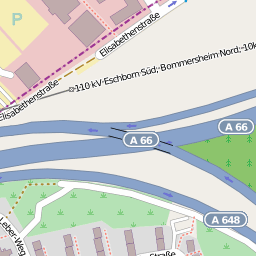 P
Elisabethenstraße
110 kV-Eschborn Süd,-Bommersheim Nord, 10k
Elisabethenstraße
A 66
A 66
A 648
Leber-Weg
Straße